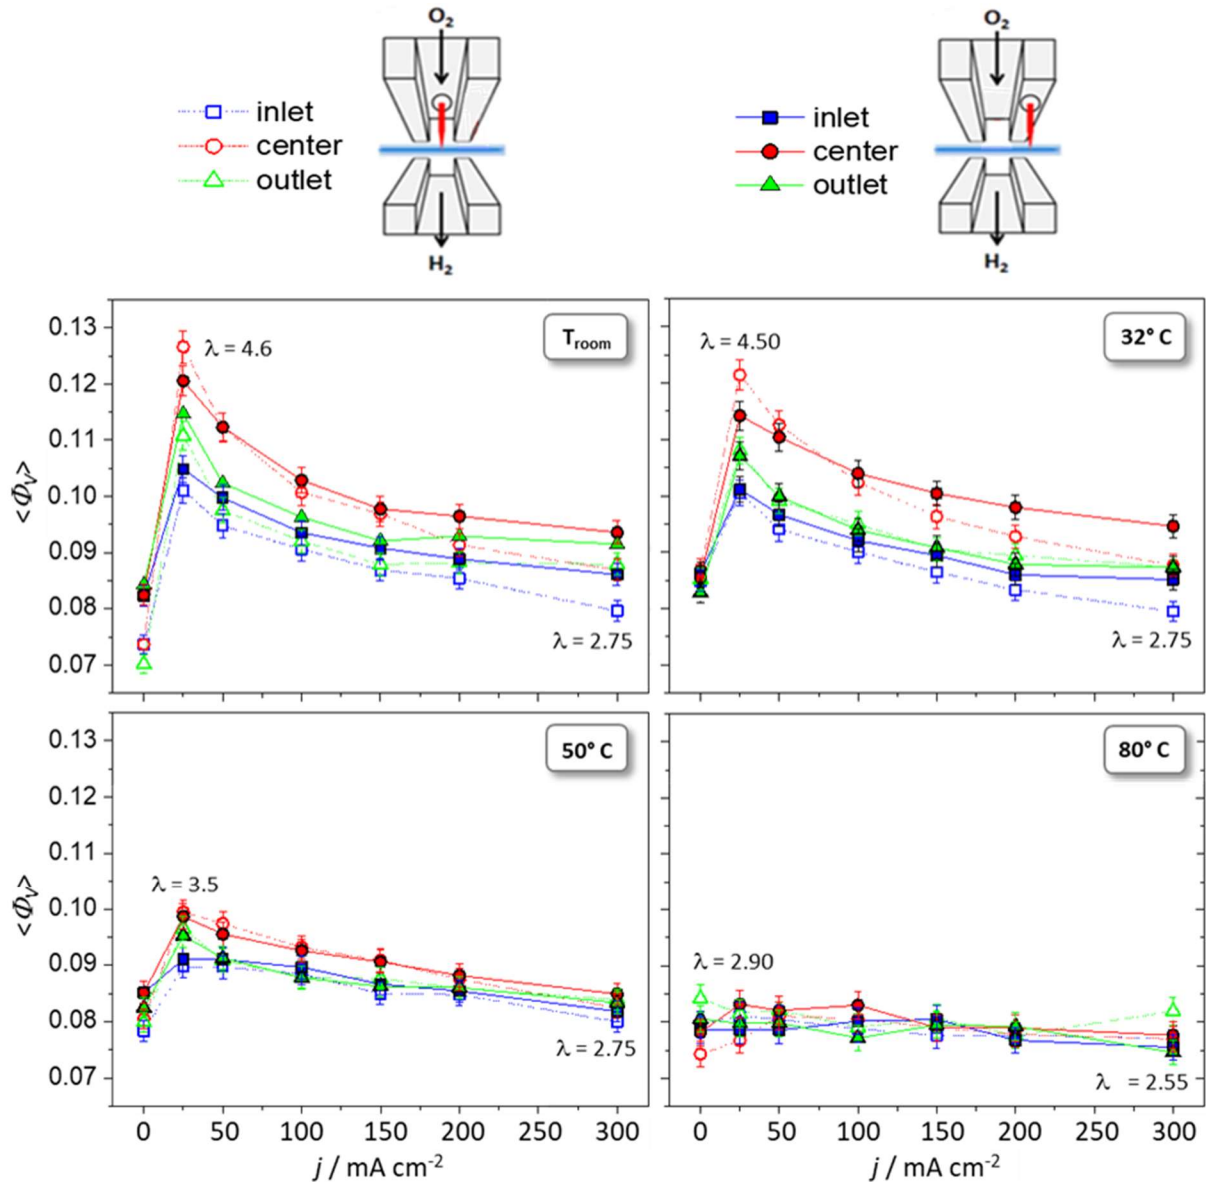 O2
O2
inlet
center
outlet
inlet
center
outlet
H2
H2
0.13
0.12
0.11
0.10
0.09
0.08
0.07
<ΦV>
λ = 4.6
Troom
λ = 2.75
λ = 4.50
32° C
λ = 2.75
0.13
0.12
0.11
0.10
0.09
0.08
0.07
<ΦV>
λ = 3.5
50° C
λ = 2.75
80° C
λ = 2.90
λ = 2.55
0 50 100 150 200 250 300
0 50 100 150 200 250 300
j / mA cm-2
j / mA cm-2